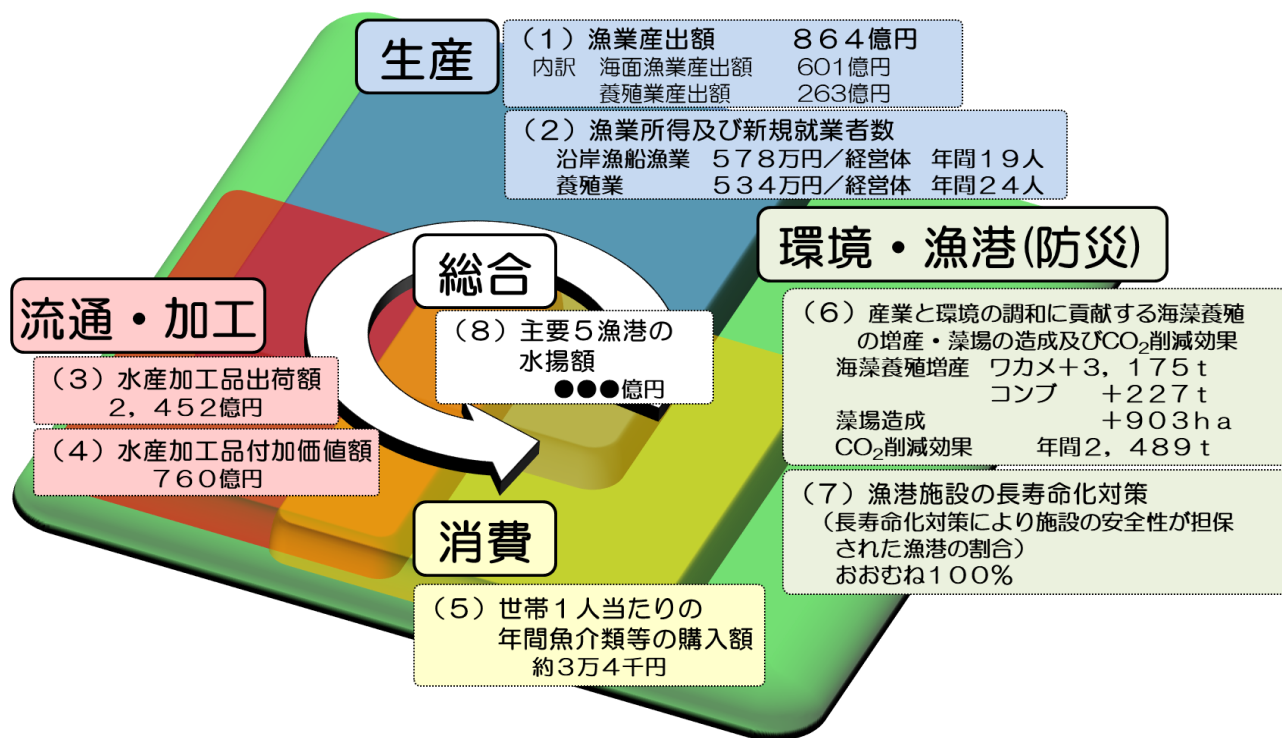 生産
（1）漁業産出額　　８６４億円
内訳　海面漁業産出額　　601億円
養殖業産出額　　263億円
（2）漁業所得及び新規就業者数
沿岸漁船漁業　５７８万円／経営体　年間１９人
養殖業　　　　５３４万円／経営体　年間２４人
流通・加工
（3）水産加工品出荷額
２，４５２億円
（4）水産加工品付加価値額
７６０億円
総合
（8）主要５漁港の
水揚額
●●●億円
消費
（5）世帯１人当たりの
年間魚介類等の購入額
約３万４千円
環境・漁港(防災)
（6）産業と環境の調和に貢献する海藻養殖
の増産・藻場の造成及びCO₂削減効果
海藻養殖増産　ワカメ＋３，１７５ｔ
コンブ　　＋２２７ｔ
藻場造成　　　　　　＋９０３ｈａ
CO₂削減効果　　年間２，４８９ｔ
（7）漁港施設の長寿命化対策
（長寿命化対策により施設の安全性が担保
された漁港の割合）
おおむね１００％